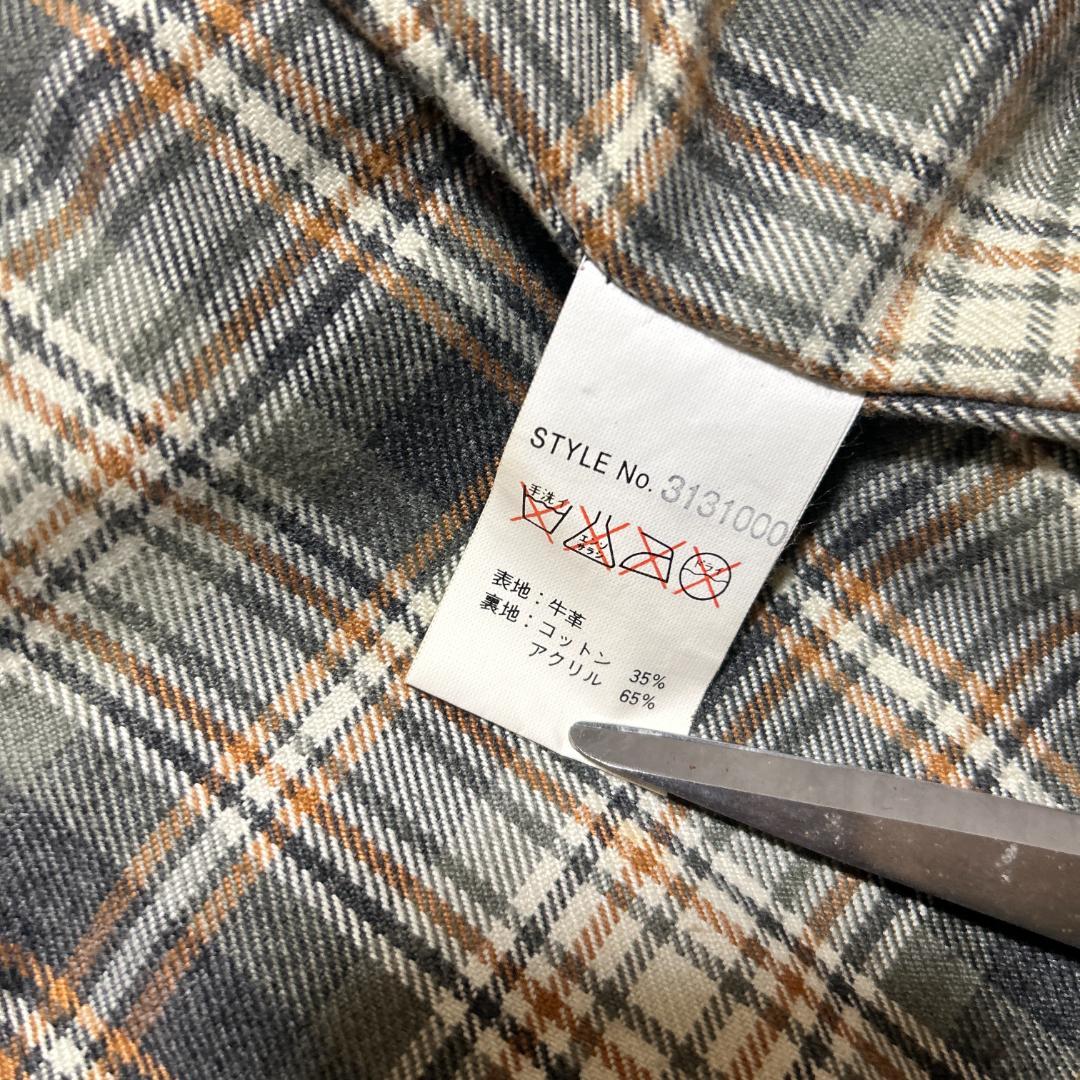 STYLE No. 3131000
手洗イ エンソサラシ ドライ
表地:牛革
裏地:コットン 35%
アクリル 65%